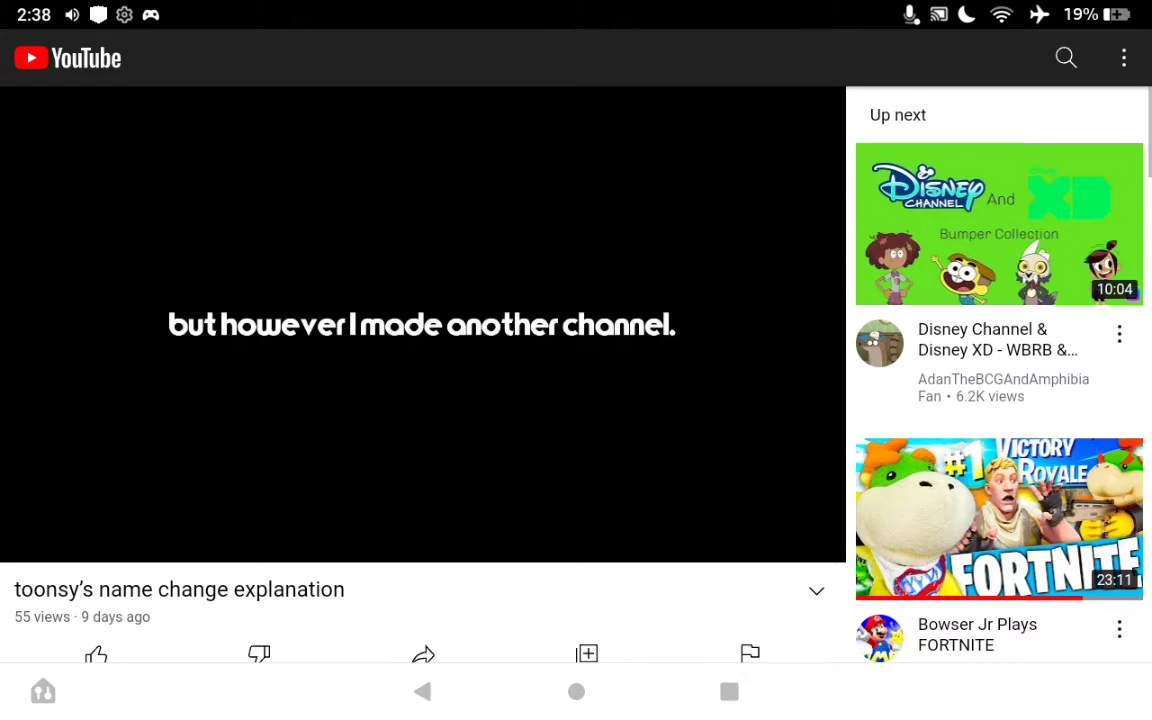 2:38
19%
YouTube
Up next
Disney CHANNEL And XD
Bumper Collection
10:04
but however I made another channel.
Disney Channel &
Disney XD - WBRB &...
AdanTheBCGAndAmphibia
Fan • 6.2K views
#1 VICTORY
ROYALE
FORTNITE
23:11
toonsy's name change explanation
55 views · 9 days ago
Bowser Jr Plays
FORTNITE